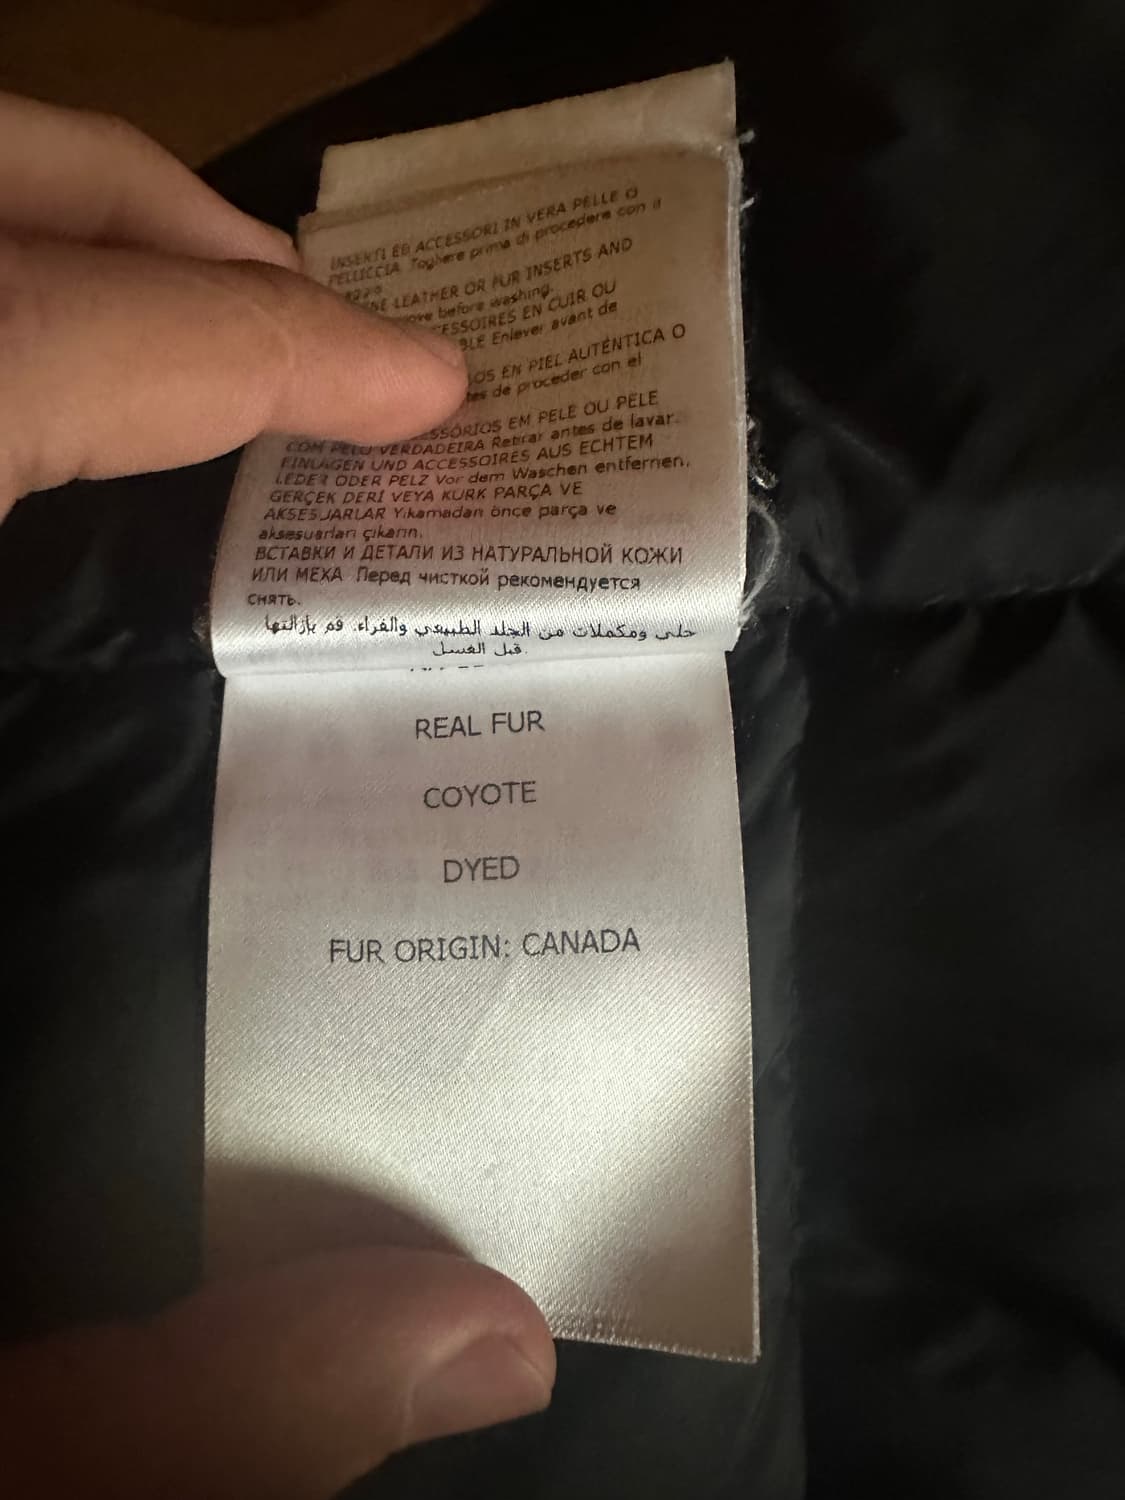 INSERTI ED ACCESSORI IN VERA PELLE O
PELLICCIA Togliere prima di procedere con il
LEATHER OR FUR INSERTS AND
before washing.
EN CUIR OU
Enlever avant de
EN PIEL AUTÉNTICA O
de proceder con el
EM PELE OU PELE
COM PELO VERDADEIRA Retirar antes de lavar.
EINLAGEN UND ACCESSOIRES AUS ECHTEM
LEDER ODER PELZ Vor dem Waschen entfernen.
GERÇEK DERİ VEYA KÜRK PARÇA VE
AKSESUARLAR Yıkamadan önce parça ve
aksesuarları çıkarın.
ВСТАВКИ И ДЕТАЛИ ИЗ НАТУРАЛЬНОЙ КОЖИ
ИЛИ МЕХА Перед чисткой рекомендуется
снять.
حلى ومكملات من الجلد الطبيعي والفراء. قم بإزالتها
قبل الغسل.
REAL FUR
COYOTE
DYED
FUR ORIGIN: CANADA